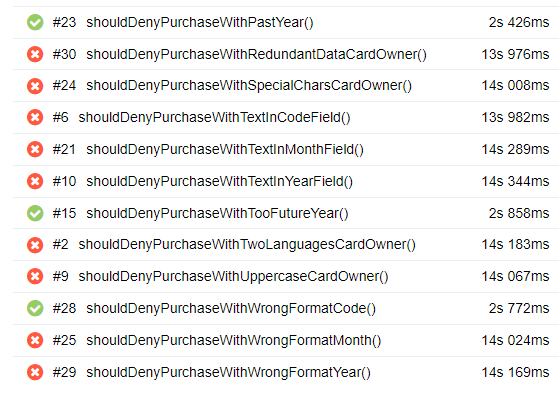 #23 shouldDenyPurchaseWithPastYear() 2s 426ms
#30 shouldDenyPurchaseWithRedundantDataCardOwner() 13s 976ms
#24 shouldDenyPurchaseWithSpecialCharsCardOwner() 14s 008ms
#6 shouldDenyPurchaseWithTextInCodeField() 13s 982ms
#21 shouldDenyPurchaseWithTextInMonthField() 14s 289ms
#10 shouldDenyPurchaseWithTextInYearField() 14s 344ms
#15 shouldDenyPurchaseWithTooFutureYear() 2s 858ms
#2 shouldDenyPurchaseWithTwoLanguagesCardOwner() 14s 183ms
#9 shouldDenyPurchaseWithUppercaseCardOwner() 14s 067ms
#28 shouldDenyPurchaseWithWrongFormatCode() 2s 772ms
#25 shouldDenyPurchaseWithWrongFormatMonth() 14s 024ms
#29 shouldDenyPurchaseWithWrongFormatYear() 14s 169ms